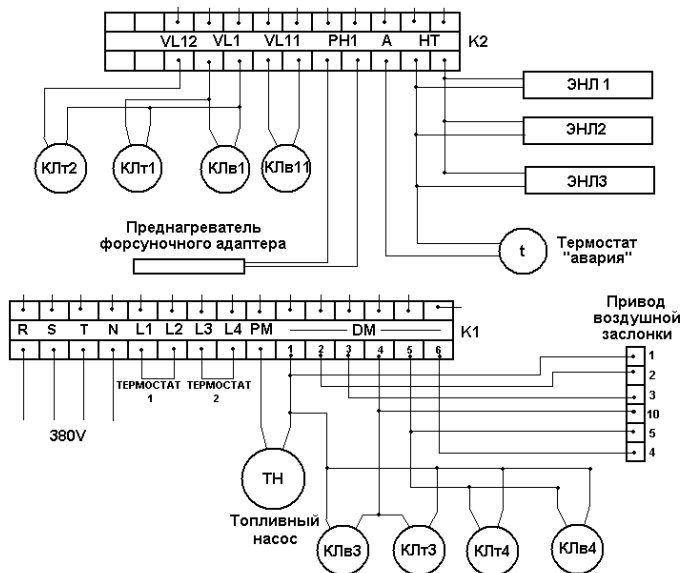 VL12 VL1 VL11 PH1 A HT K2
ЭНЛ 1
ЭНЛ2
ЭНЛ3
КЛт2 КЛт1 КЛв1 КЛв11
Преднагреватель
форсуночного адаптера
t
Термостат
"авария"
R S T N L1 L2 L3 L4 PM DM K1
1 2 3 4 5 6
ТЕРМОСТАТ
1
ТЕРМОСТАТ
2
380V
Привод
воздушной
заслонки
1
2
3
10
5
4
ТН
Топливный
насос
КЛв3 КЛт3 КЛт4 КЛв4